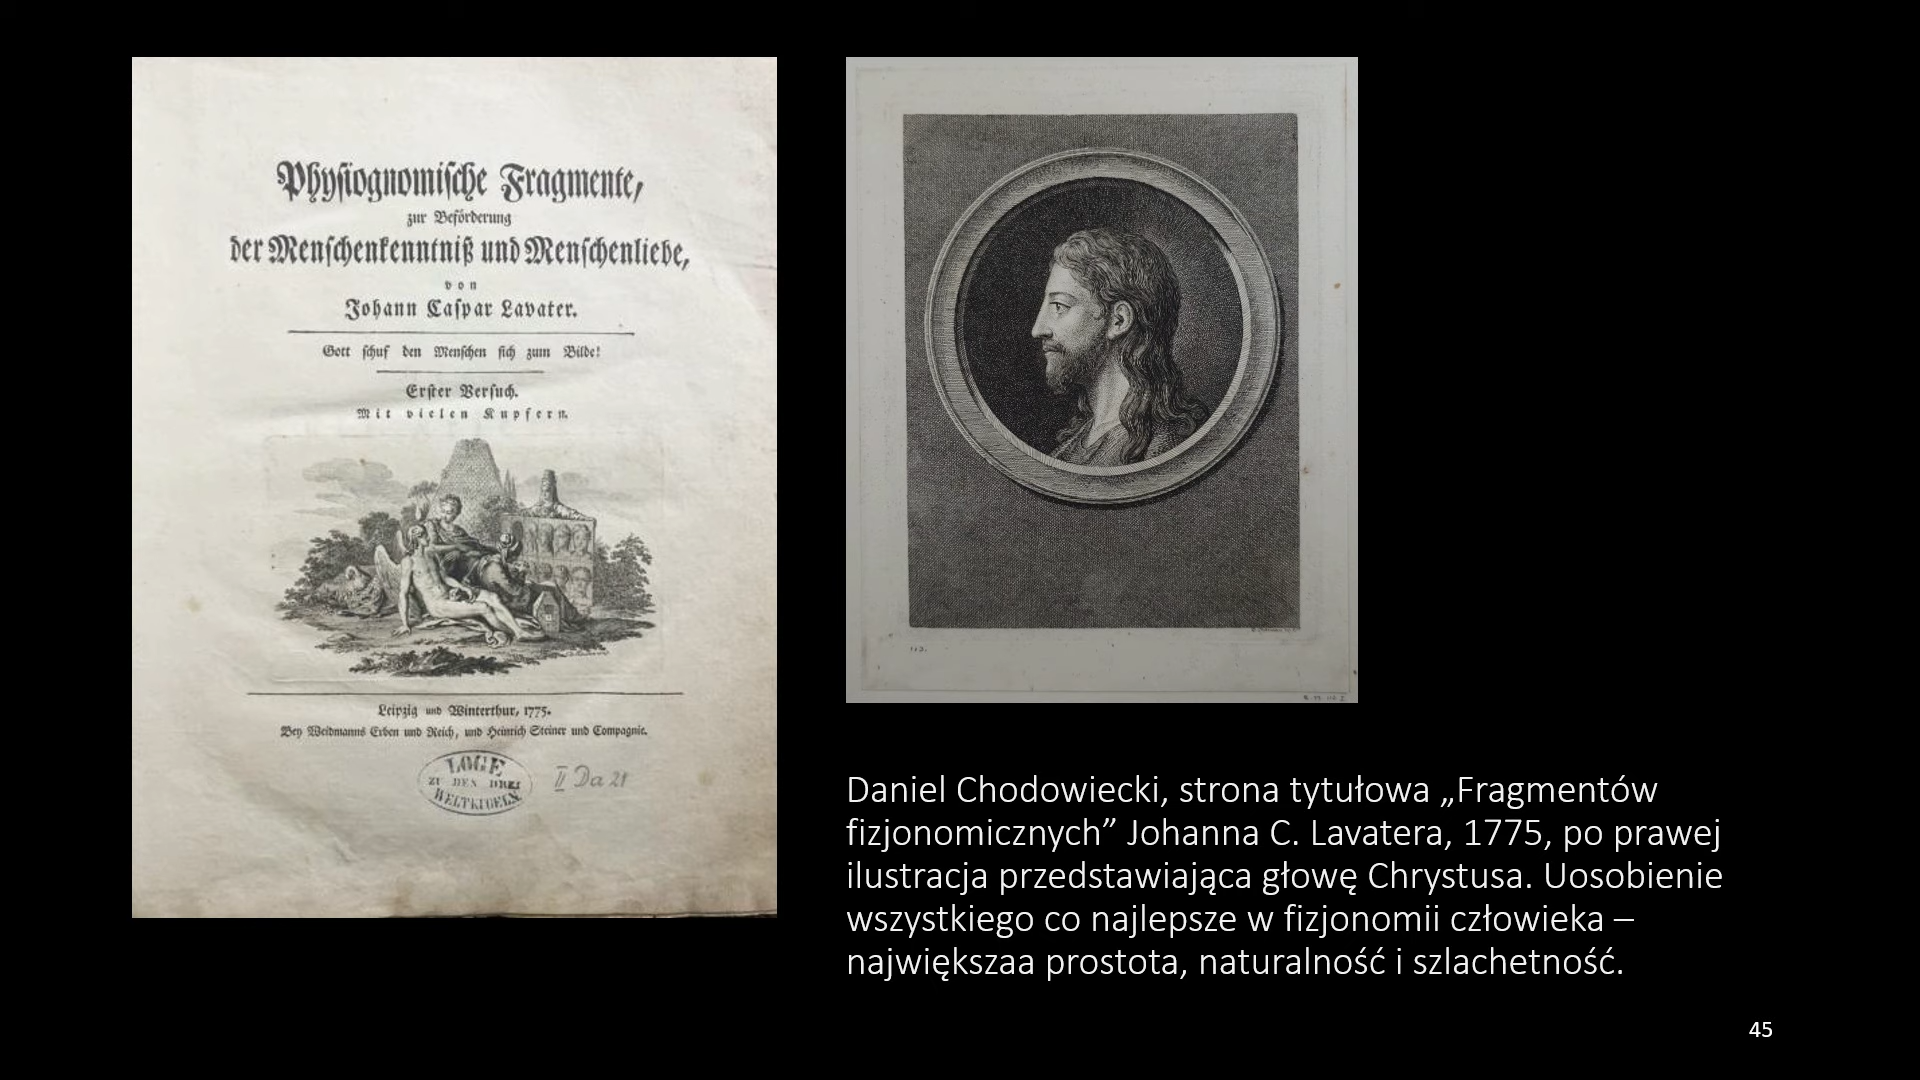 Physiognomische Fragmente,
zur Beförderung
der Menschenkenntniß und Menschenliebe,
von
Johann Caspar Lavater.
Gott schuf den Menschen sich zum Bilde!
Erster Versuch.
Mit vielen Kupfern.
Leipzig und Winterthur, 1775.
Bey Weidmanns Erben und Reich, und Heinrich Steiner und Compagnie.
LOGE
ZU DEN DREI
WELTKUGELN
II Da 21
Daniel Chodowiecki, strona tytułowa „Fragmentów
fizjonomicznych” Johanna C. Lavatera, 1775, po prawej
ilustracja przedstawiająca głowę Chrystusa. Uosobienie
wszystkiego co najlepsze w fizjonomii człowieka –
największaa prostota, naturalność i szlachetność.
45